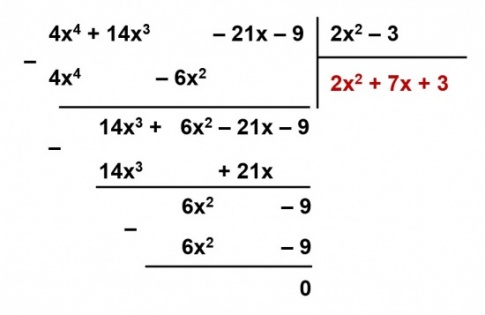 4x⁴ + 14x³ – 21x – 9 2x² – 3
–
4x⁴ – 6x² 2x² + 7x + 3
14x³ + 6x² – 21x – 9
–
14x³ + 21x
6x² – 9
–
6x² – 9
0